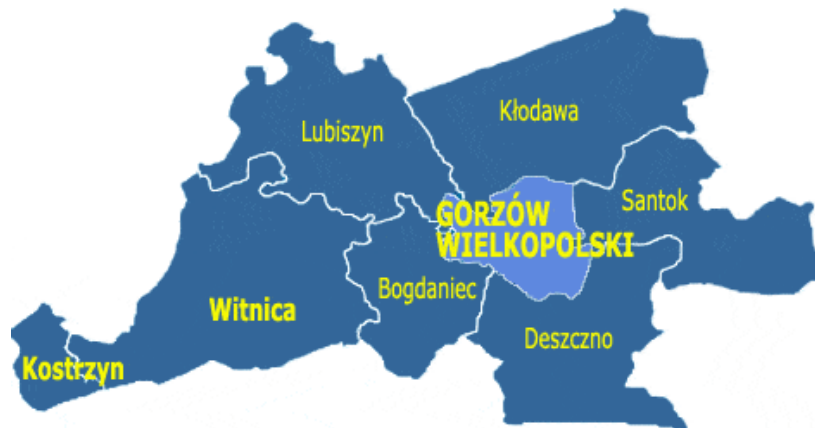 Kłodawa
Lubiszyn
Santok
GORZÓW
WIELKOPOLSKI
Bogdaniec
Witnica
Deszczno
Kostrzyn